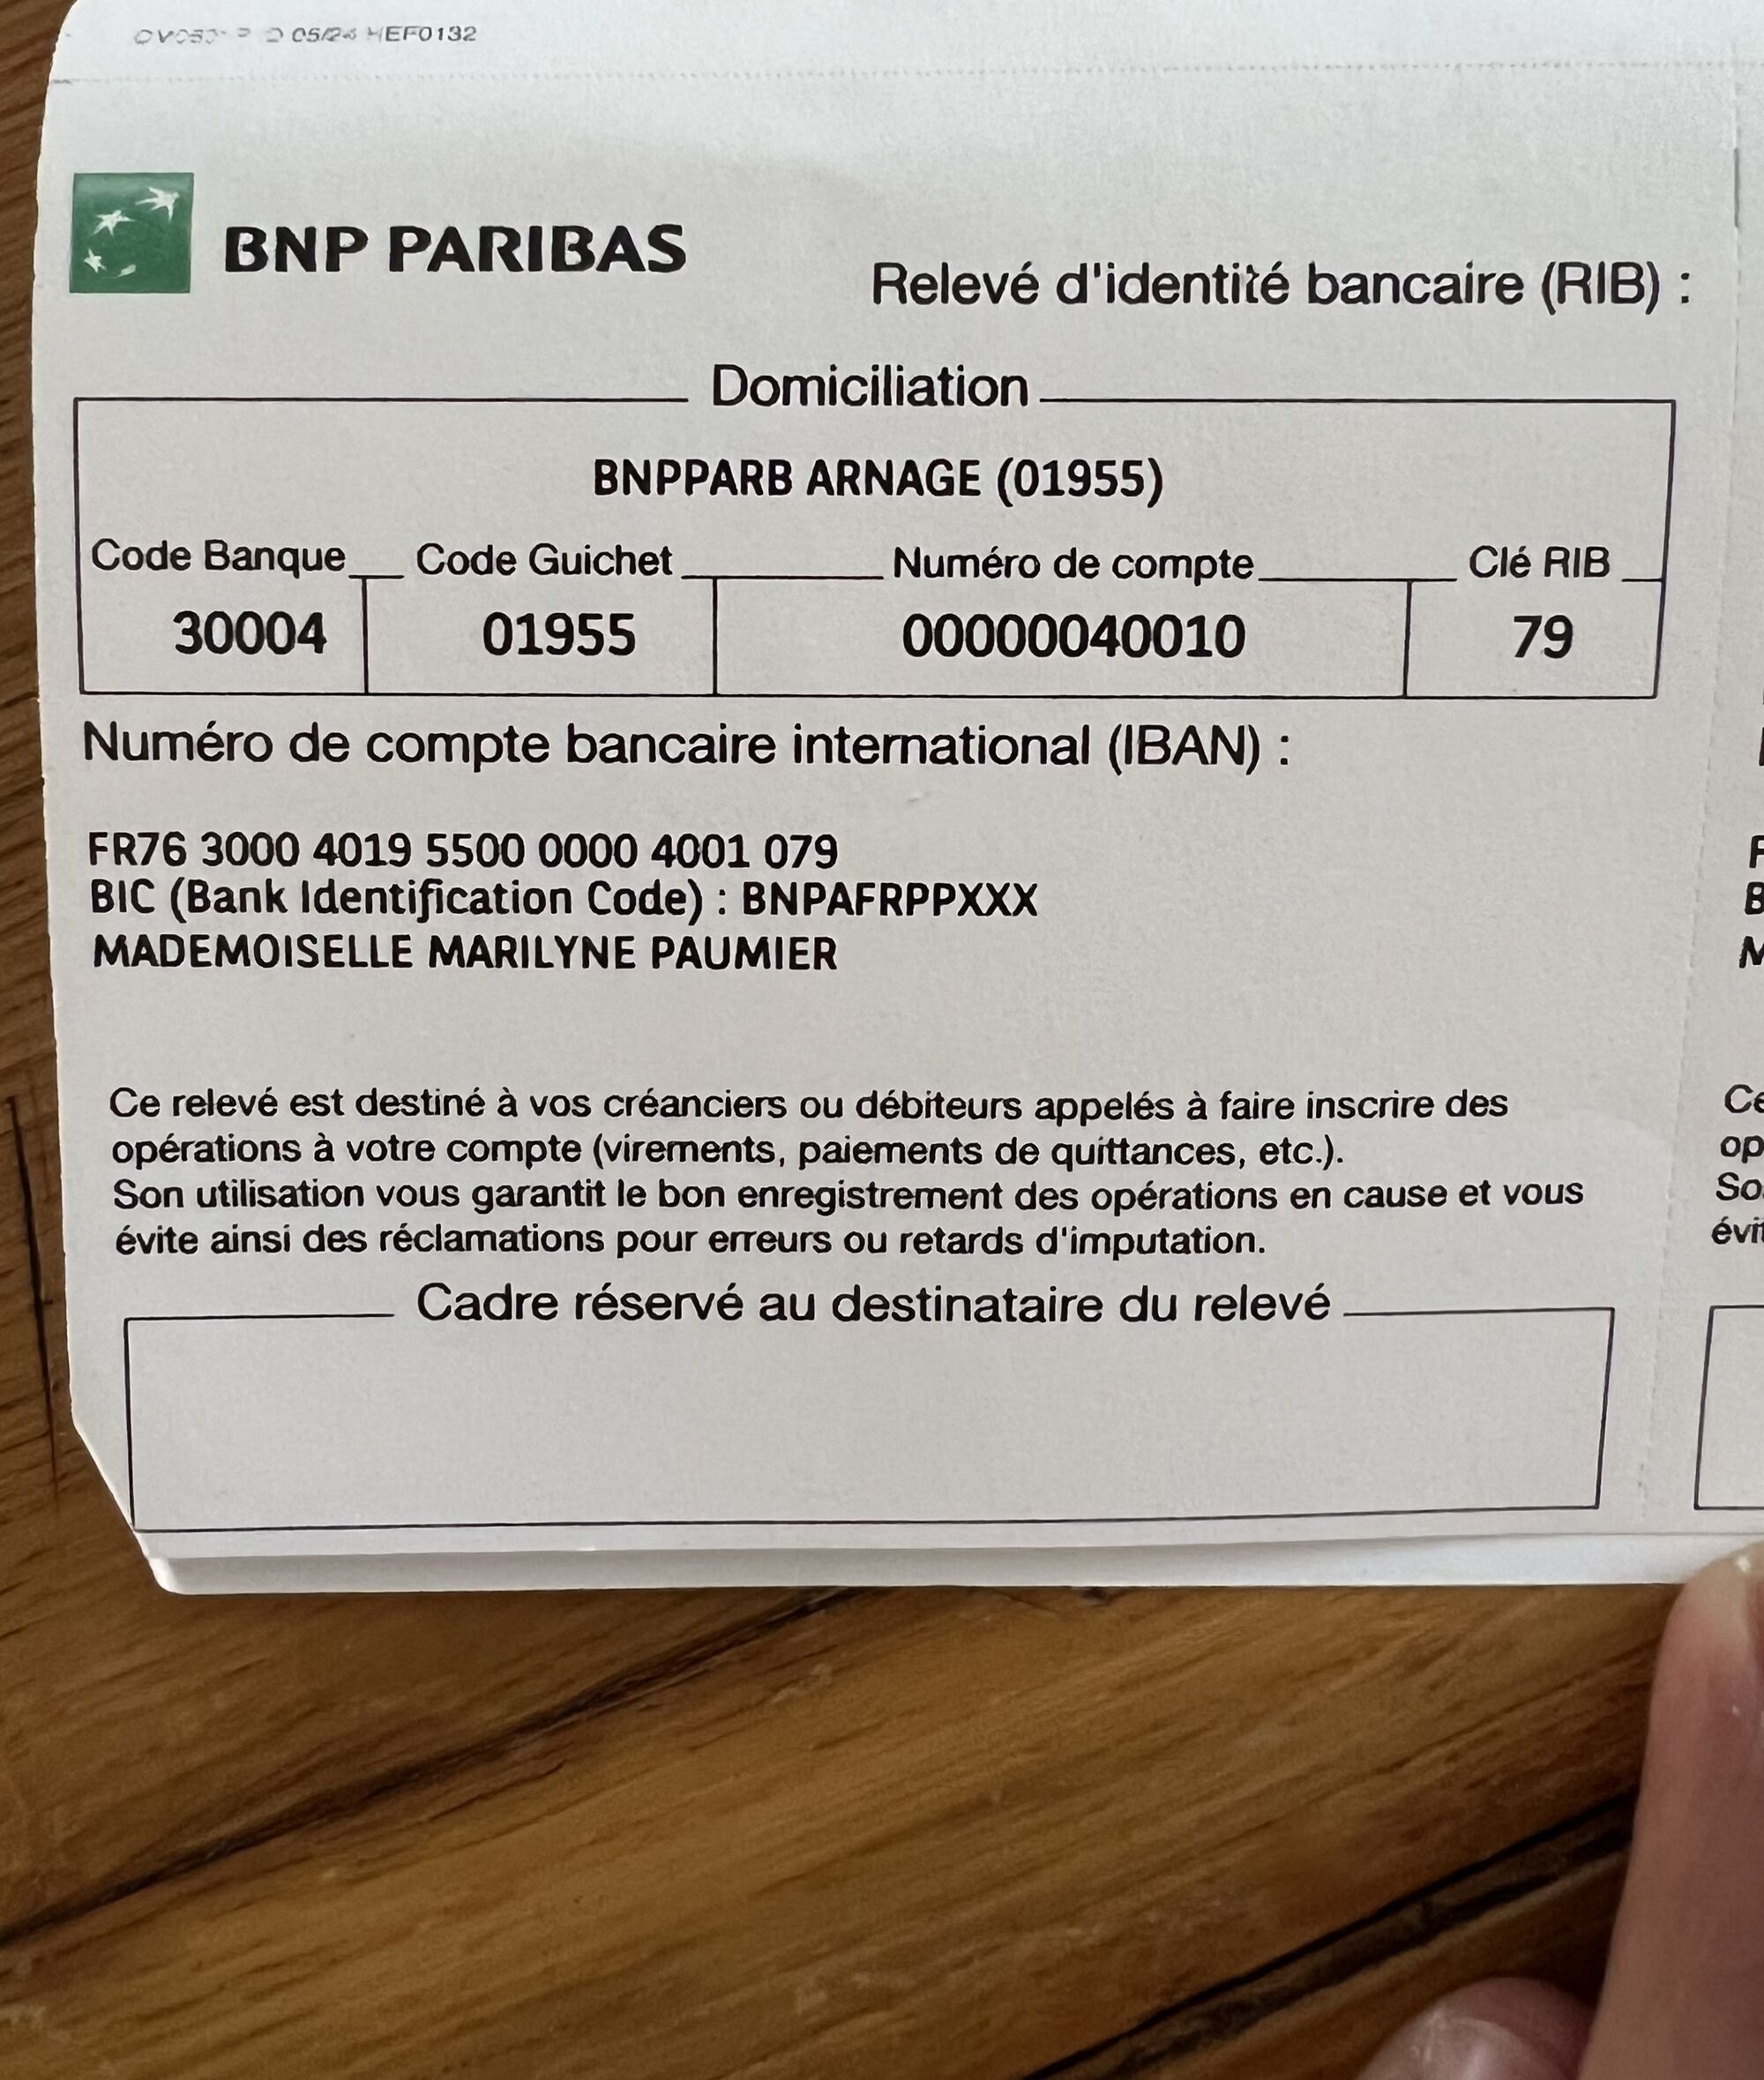 05/24 HEF0132
BNP PARIBAS
Relevé d'identité bancaire (RIB) :
Domiciliation
BNPPARB ARNAGE (01955)
Code Banque Code Guichet Numéro de compte Clé RIB
30004 01955 00000040010 79
Numéro de compte bancaire international (IBAN) :
FR76 3000 4019 5500 0000 4001 079
BIC (Bank Identification Code) : BNPAFRPPXXX
MADEMOISELLE MARILYNE PAUMIER
Ce relevé est destiné à vos créanciers ou débiteurs appelés à faire inscrire des
opérations à votre compte (virements, paiements de quittances, etc.).
Son utilisation vous garantit le bon enregistrement des opérations en cause et vous
évite ainsi des réclamations pour erreurs ou retards d'imputation.
Cadre réservé au destinataire du relevé